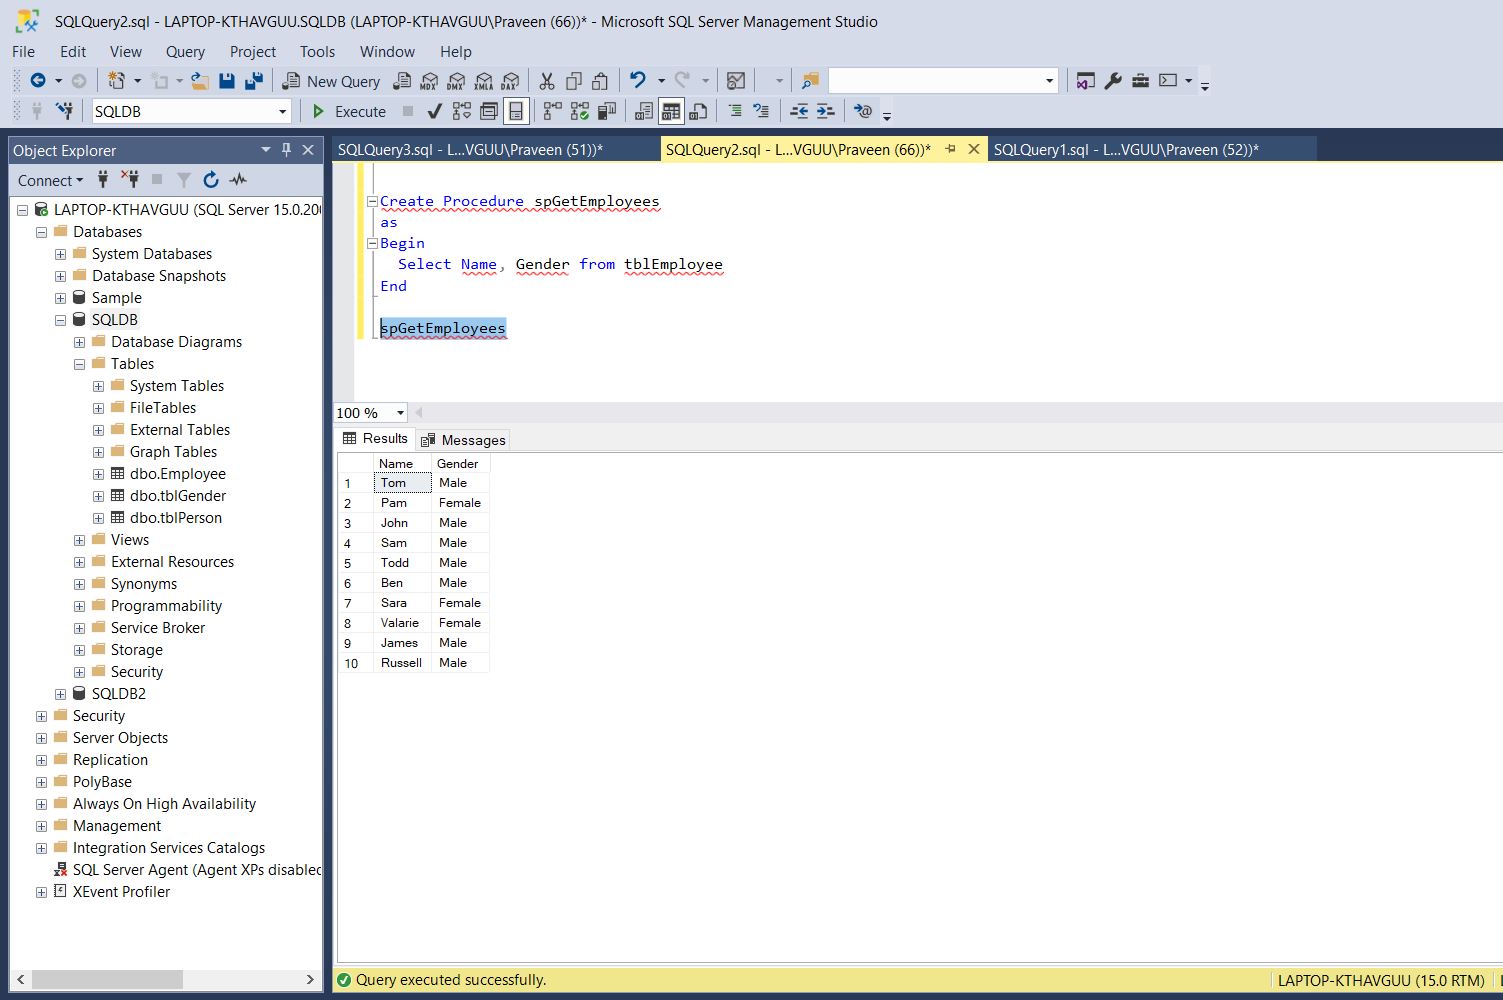 SQLQuery2.sql - LAPTOP-KTHAVGUU.SQLDB (LAPTOP-KTHAVGUU\Praveen (66))* - Microsoft SQL Server Management Studio
File Edit View Query Project Tools Window Help
New Query MDX DMX XMLA DAX
SQLDB Execute
Object Explorer
Connect
LAPTOP-KTHAVGUU (SQL Server 15.0.200
Databases
System Databases
Database Snapshots
Sample
SQLDB
Database Diagrams
Tables
System Tables
FileTables
External Tables
Graph Tables
dbo.Employee
dbo.tblGender
dbo.tblPerson
Views
External Resources
Synonyms
Programmability
Service Broker
Storage
Security
SQLDB2
Security
Server Objects
Replication
PolyBase
Always On High Availability
Management
Integration Services Catalogs
SQL Server Agent (Agent XPs disabled
XEvent Profiler
SQLQuery3.sql - L...VGUU\Praveen (51))* SQLQuery2.sql - L...VGUU\Praveen (66))* SQLQuery1.sql - L...VGUU\Praveen (52))*
Create Procedure spGetEmployees
as
Begin
Select Name, Gender from tblEmployee
End
spGetEmployees
100 %
Results Messages
Name Gender
1 Tom Male
2 Pam Female
3 John Male
4 Sam Male
5 Todd Male
6 Ben Male
7 Sara Female
8 Valarie Female
9 James Male
10 Russell Male
Query executed successfully. LAPTOP-KTHAVGUU (15.0 RTM)